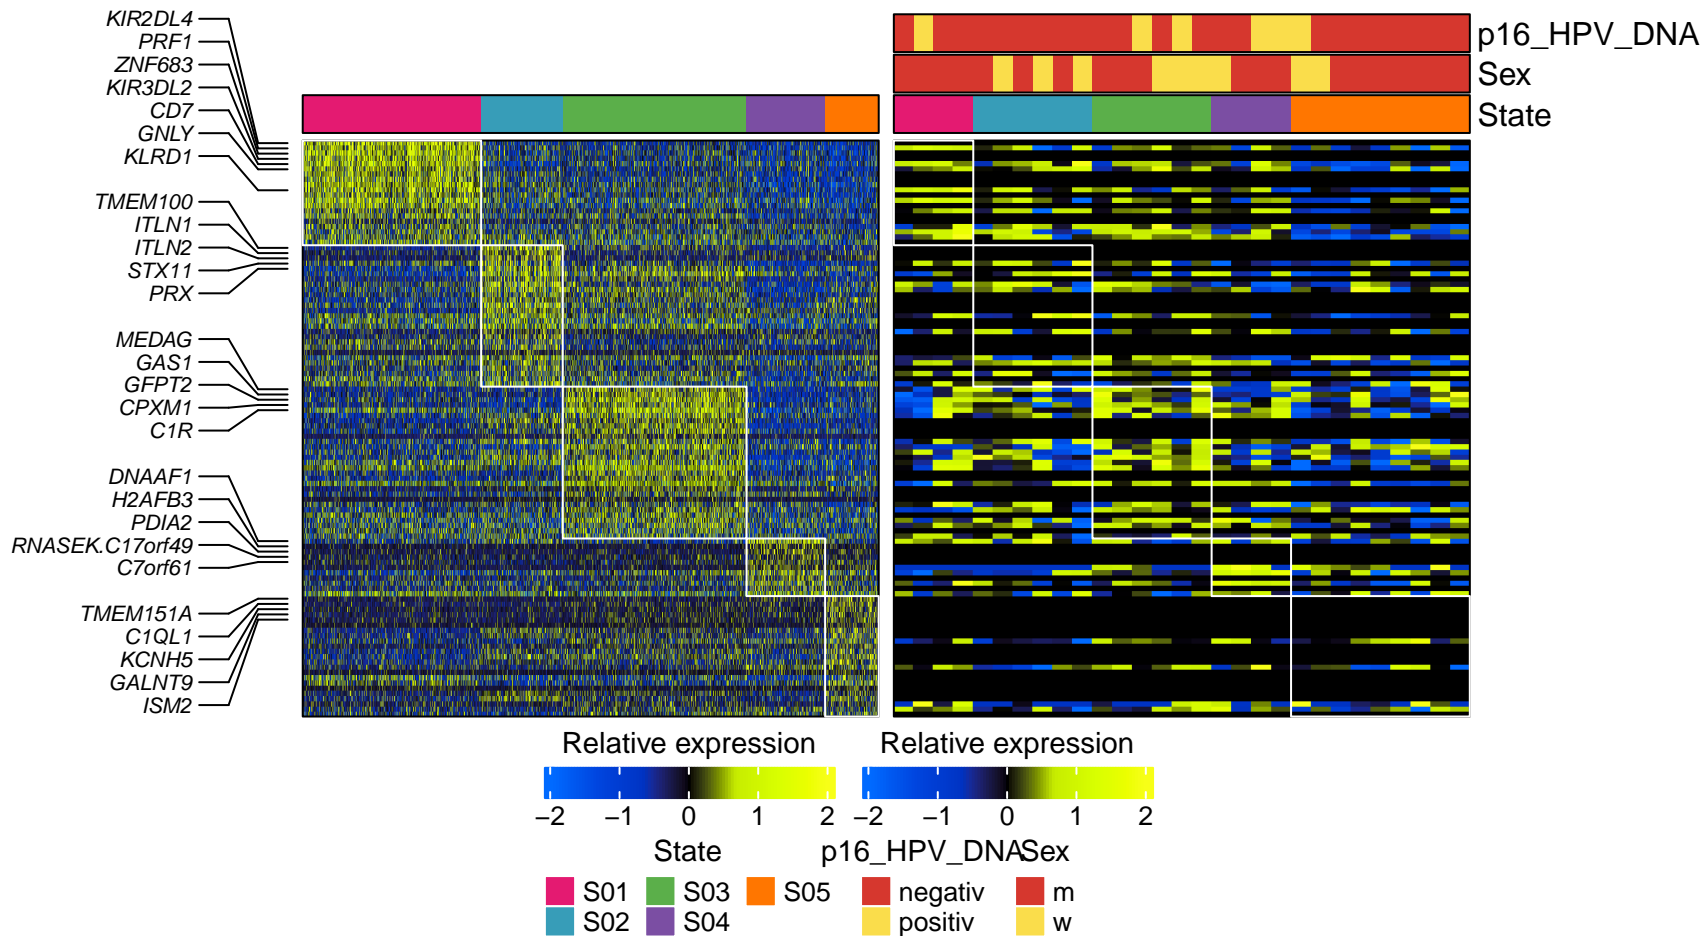 KIR2DL4
PRF1
ZNF683
KIR3DL2
CD7
GNLY
KLRD1
TMEM100
ITLN1
ITLN2
STX11
PRX
MEDAG
GAS1
GFPT2
CPXM1
C1R
DNAAF1
H2AFB3
PDIA2
RNASEK.C17orf49
C7orf61
TMEM151A
C1QL1
KCNH5
GALNT9
ISM2
p16_HPV_DNA
Sex
State
Relative expression
−2 −1 0 1 2
Relative expression
−2 −1 0 1 2
State
S01 S03 S05
S02 S04
p16_HPV_DNA
negativ
positiv
Sex
m
w